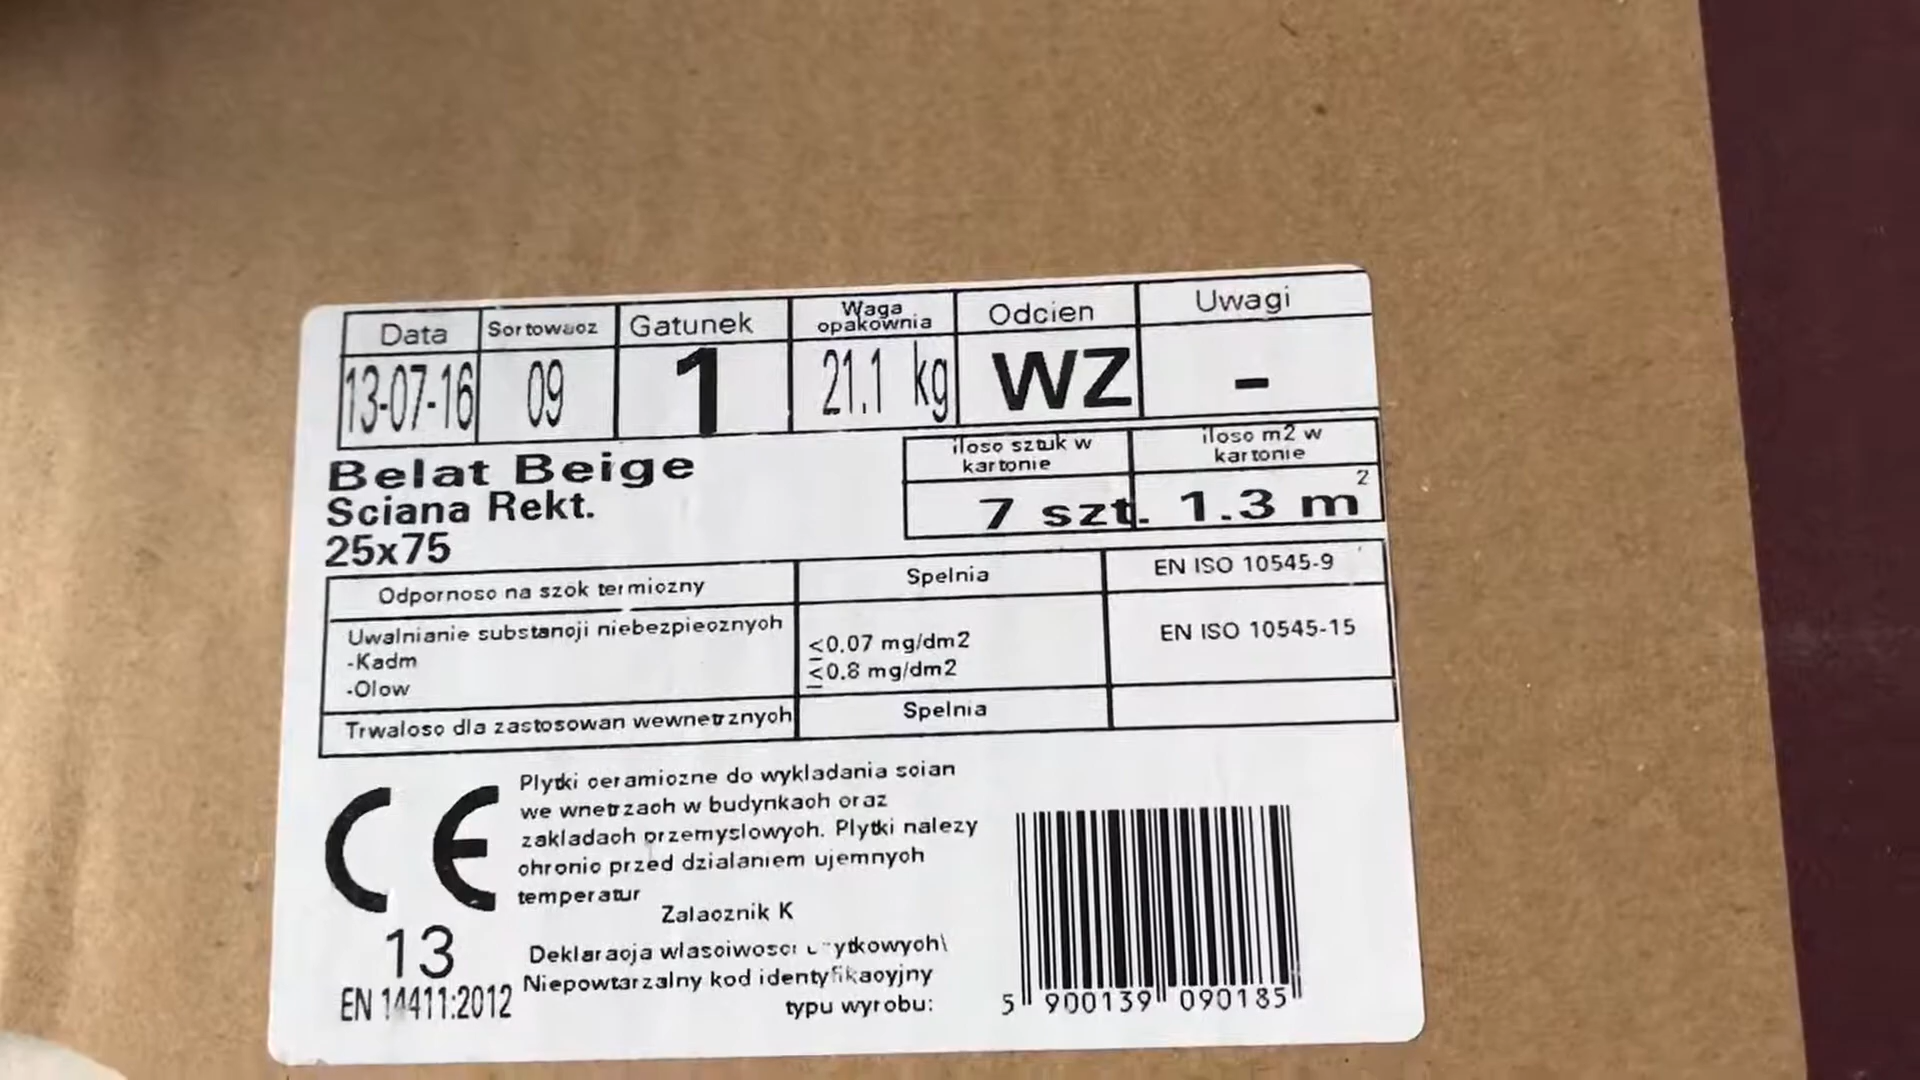 Data Sortowacz Gatunek Waga opakownia Odcien Uwagi
13-07-16 09 1 21.1 kg WZ -
Belat Beige
Sciana Rekt.
25x75
ilosc sztuk w kartonie ilosc m2 w kartonie
7 szt. 1.3 m2
Odpornosc na szok termiczny Spelnia EN ISO 10545-9
Uwalnianie substancji niebezpiecznych EN ISO 10545-15
-Kadm ≤0.07 mg/dm2
-Olow ≤0.8 mg/dm2
Trwalosc dla zastosowan wewnetrznych Spelnia
CE
13
EN 14411:2012
Plytki ceramiczne do wykladania scian
we wnetrzach w budynkach oraz
zakladach przemyslowych. Plytki nalezy
chronic przed dzialaniem ujemnych
temperatur
Zalacznik K
Deklaracja wlasciwosci
Niepowtarzalny kod identyfikacyjny
typu wyrobu:
5 900139 090185